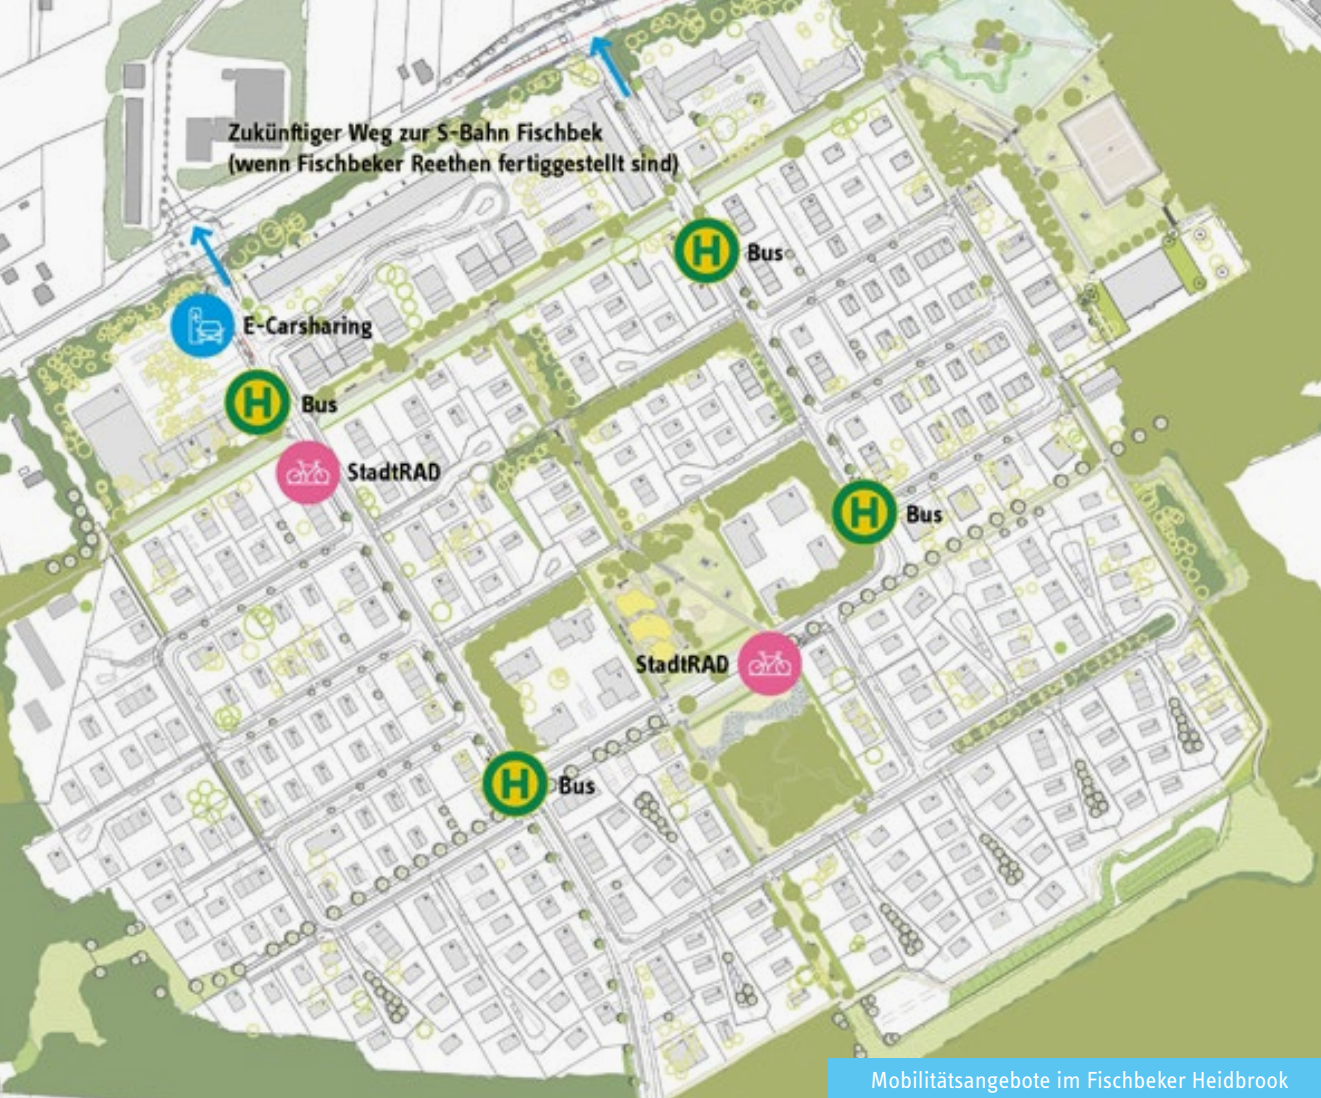 Zukünftiger Weg zur S-Bahn Fischbek
(wenn Fischbeker Reethen fertiggestellt sind)
H Bus
E-Carsharing
H Bus
StadtRAD
H Bus
StadtRAD
H Bus
Mobilitätsangebote im Fischbeker Heidbrook